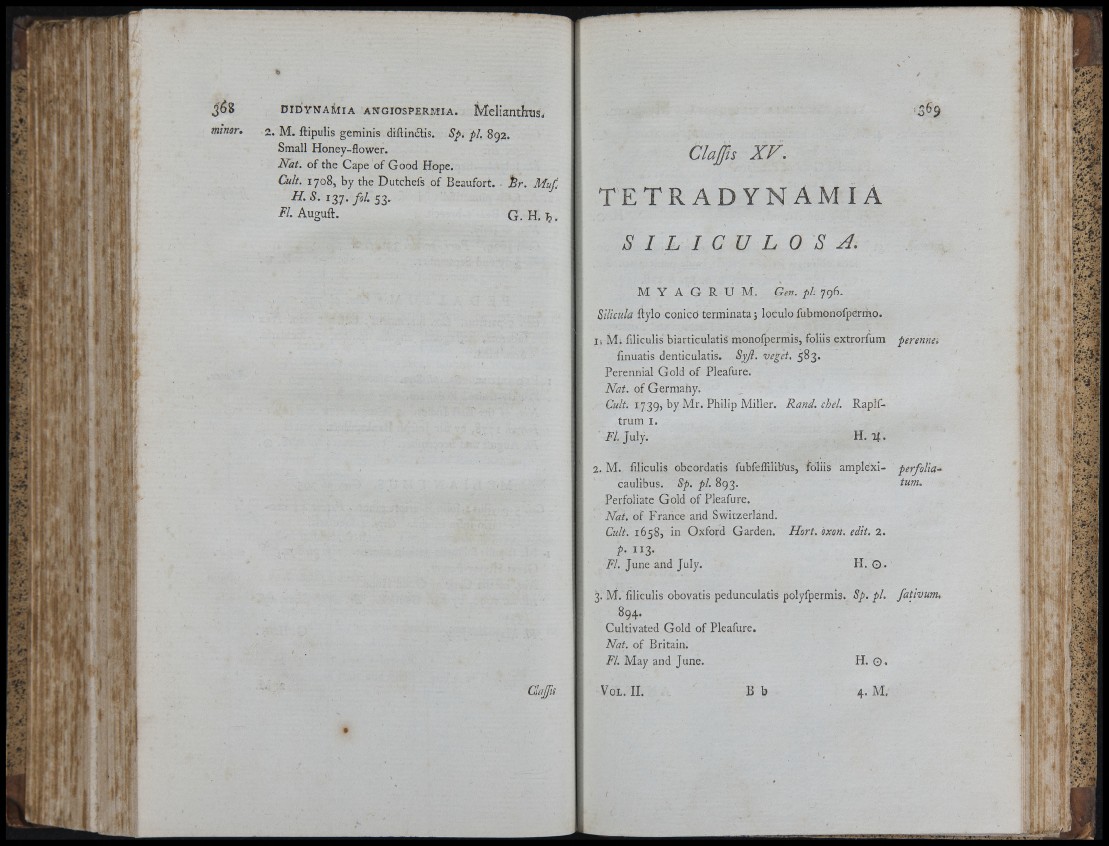 368 DIDYNAMIA ANGIOSPERMIA. Melianthus.
minor. 2. M. ſtipulis geminis diſtinctis. Sp. pl. 892.
Small Honey-flower.
Nat. of the Cape of Good Hope.
Cult. 1708, by the Dutcheſs of Beaufort. Br. Muſ.
H. S. 137. fol. 53.
Fl. Auguſt. G. H. ♄.
Claſſis
369
Claſſis XV.
TETRADYNAMIA
SILICULOSA.
MYAGRUM. Gen. pl. 796.
Silicula ſtylo conico terminata; loculo ſubmonoſpermo.
1. M. ſiliculis biarticulatis monoſpermis, foliis extrorſum perenne.
ſinuatis denticulatis. Syſt. veget. 583.
Perennial Gold of Pleaſure.
Nat. of Germany.
Cult. 1739, by Mr. Philip Miller. Rand. chel. Rapiſ-
trum 1.
Fl. July. H. ♃.
2. M. ſiliculis obcordatis ſubſeſſilibus, foliis amplexi- perfolia-
caulibus. Sp. pl. 893. tum.
Perfoliate Gold of Pleaſure.
Nat. of France and Switzerland.
Cult. 1658, in Oxford Garden. Hort. oxon. edit. 2.
p. 113.
Fl. June and July. H. ☉.
3. M. ſiliculis obovatis pedunculatis polyſpermis. Sp. pl. ſativum.
894.
Cultivated Gold of Pleaſure.
Nat. of Britain.
Fl. May and June. H. ☉.
VOL. II. B b 4. M.